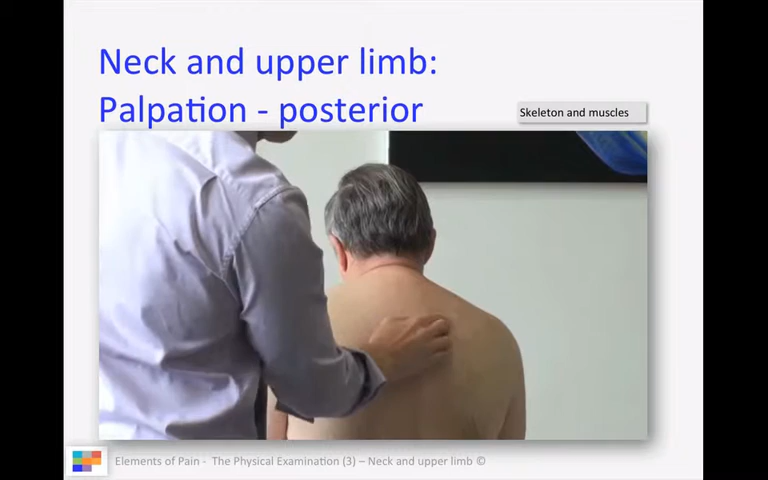 Neck and upper limb:
Palpation - posterior
Skeleton and muscles
Elements of Pain - The Physical Examination (3) – Neck and upper limb ©